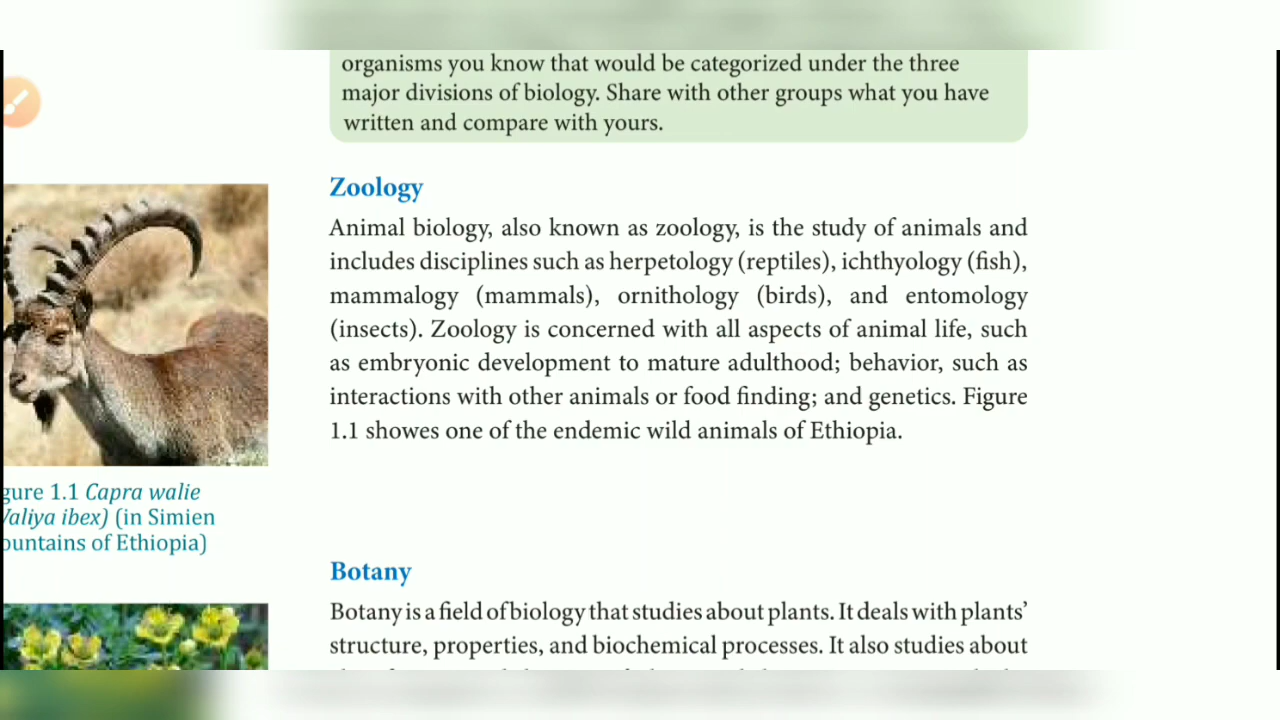 organisms you know that would be categorized under the three
major divisions of biology. Share with other groups what you have
written and compare with yours.
Zoology
Animal biology, also known as zoology, is the study of animals and
includes disciplines such as herpetology (reptiles), ichthyology (fish),
mammalogy (mammals), ornithology (birds), and entomology
(insects). Zoology is concerned with all aspects of animal life, such
as embryonic development to mature adulthood; behavior, such as
interactions with other animals or food finding; and genetics. Figure
1.1 showes one of the endemic wild animals of Ethiopia.
gure 1.1 Capra walie
aliya ibex) (in Simien
ountains of Ethiopia)
Botany
Botany is a field of biology that studies about plants. It deals with plants'
structure, properties, and biochemical processes. It also studies about